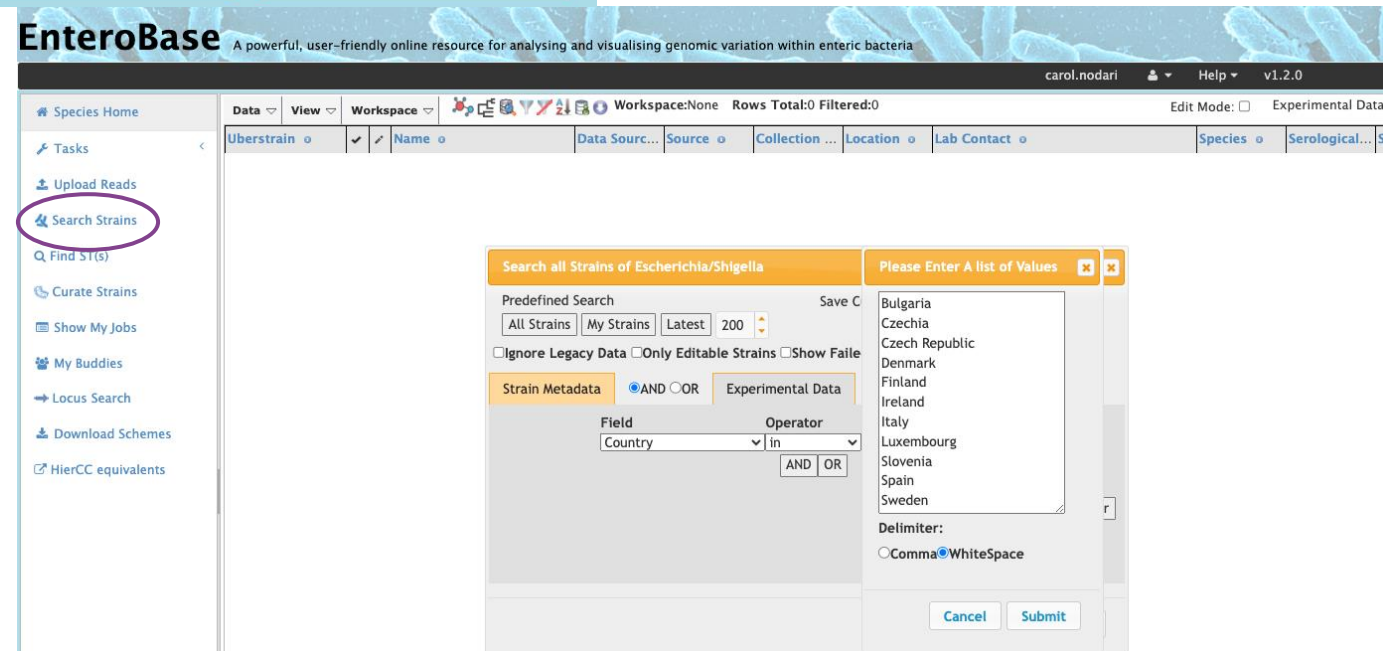 EnteroBase A powerful, user-friendly online resource for analysing and visualising genomic variation within enteric bacteria
carol.nodari Help v1.2.0
Species Home
Tasks
Upload Reads
Search Strains
Find ST(s)
Curate Strains
Show My Jobs
My Buddies
Locus Search
Download Schemes
HierCC equivalents
Data View Workspace Workspace:None Rows Total:0 Filtered:0 Edit Mode: Experimental Data
Uberstrain Name Data Sourc... Source Collection ... Location Lab Contact Species Serological... S
Search all Strains of Escherichia/Shigella
Predefined Search Save C
All Strains My Strains Latest 200
Ignore Legacy Data Only Editable Strains Show Faile
Strain Metadata AND OR Experimental Data
Field Operator
Country in
AND OR
r
Please Enter A list of Values
Bulgaria
Czechia
Czech Republic
Denmark
Finland
Ireland
Italy
Luxembourg
Slovenia
Spain
Sweden
Delimiter:
Comma WhiteSpace
Cancel Submit